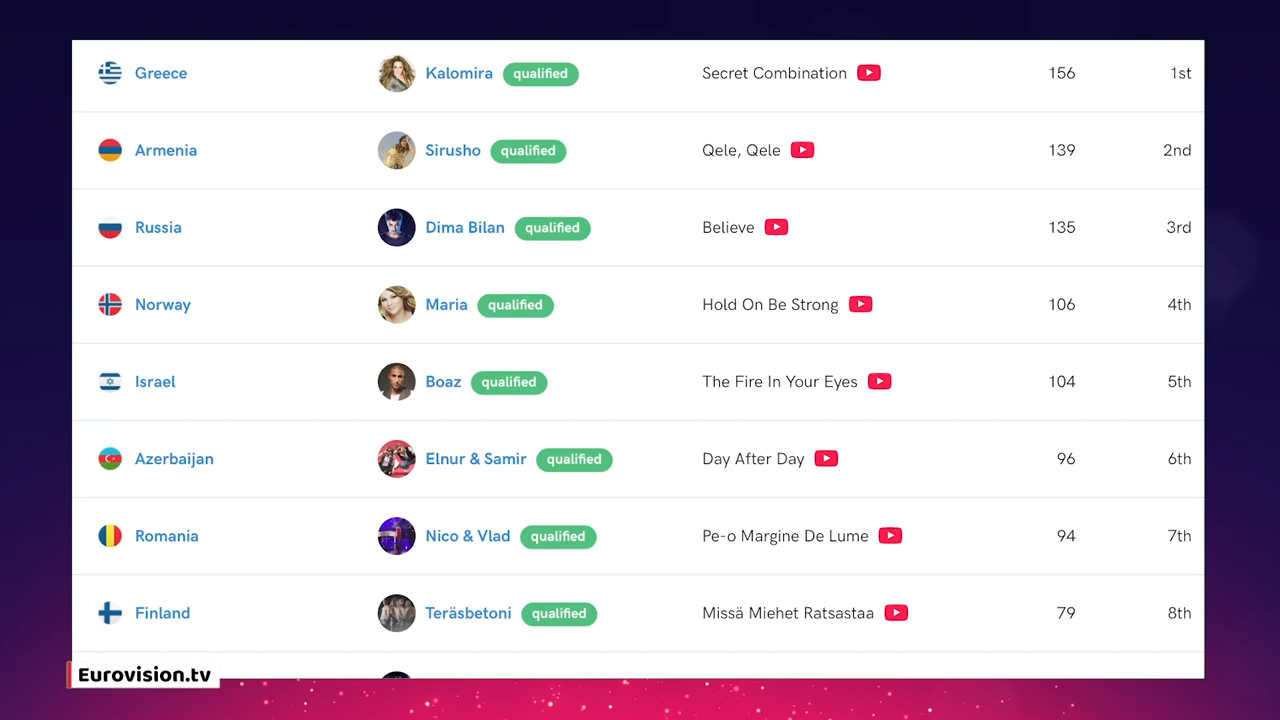 Greece Kalomira qualified Secret Combination 156 1st
Armenia Sirusho qualified Qele, Qele 139 2nd
Russia Dima Bilan qualified Believe 135 3rd
Norway Maria qualified Hold On Be Strong 106 4th
Israel Boaz qualified The Fire In Your Eyes 104 5th
Azerbaijan Elnur & Samir qualified Day After Day 96 6th
Romania Nico & Vlad qualified Pe-o Margine De Lume 94 7th
Finland Teräsbetoni qualified Missä Miehet Ratsastaa 79 8th
Eurovision.tv